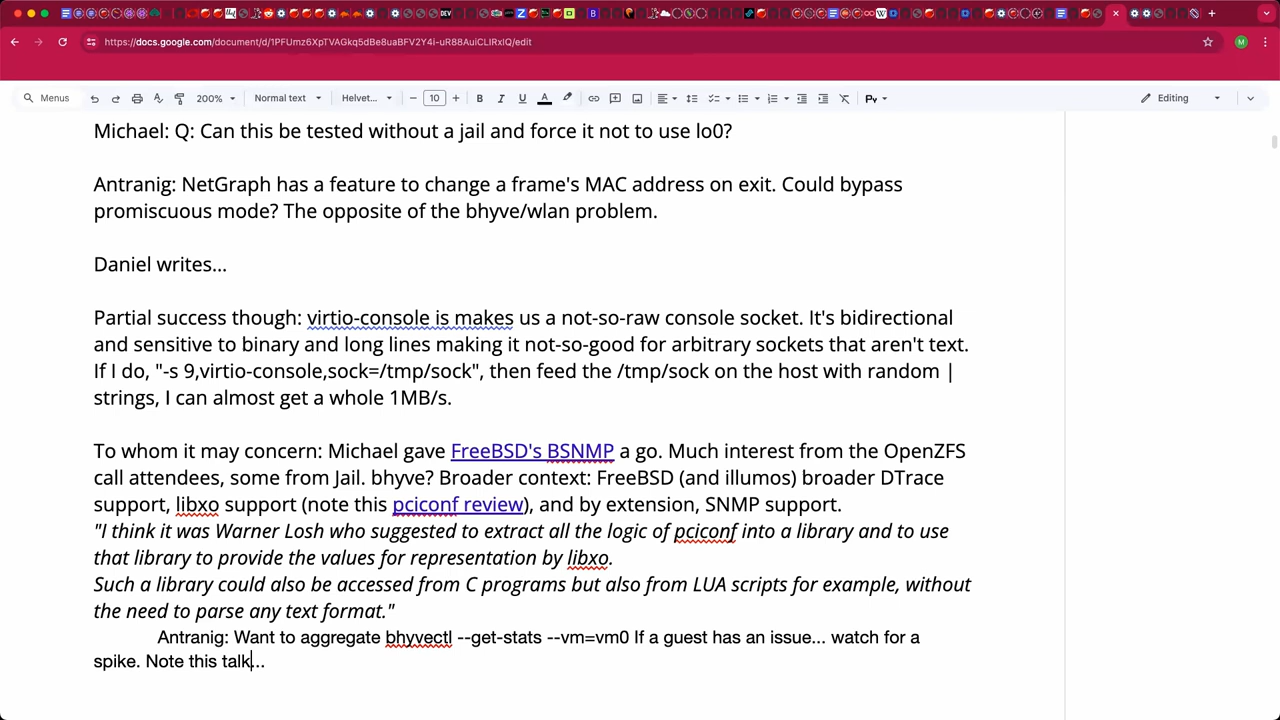 https://docs.google.com/document/d/1PFUmz6XpTVAGkq5dBe8uaBFV2Y4i-uR88AuiCLIRxIQ/edit
M
Menus 200% Normal text Helvet... 10 B I U A Editing
Michael: Q: Can this be tested without a jail and force it not to use lo0?
Antranig: NetGraph has a feature to change a frame's MAC address on exit. Could bypass
promiscuous mode? The opposite of the bhyve/wlan problem.
Daniel writes...
Partial success though: virtio-console is makes us a not-so-raw console socket. It's bidirectional
and sensitive to binary and long lines making it not-so-good for arbitrary sockets that aren't text.
If I do, "-s 9,virtio-console,sock=/tmp/sock", then feed the /tmp/sock on the host with random |
strings, I can almost get a whole 1MB/s.
To whom it may concern: Michael gave FreeBSD's BSNMP a go. Much interest from the OpenZFS
call attendees, some from Jail. bhyve? Broader context: FreeBSD (and illumos) broader DTrace
support, libxo support (note this pciconf review), and by extension, SNMP support.
"I think it was Warner Losh who suggested to extract all the logic of pciconf into a library and to use
that library to provide the values for representation by libxo.
Such a library could also be accessed from C programs but also from LUA scripts for example, without
the need to parse any text format."
Antranig: Want to aggregate bhyvectl --get-stats --vm=vm0 If a guest has an issue... watch for a
spike. Note this talk...